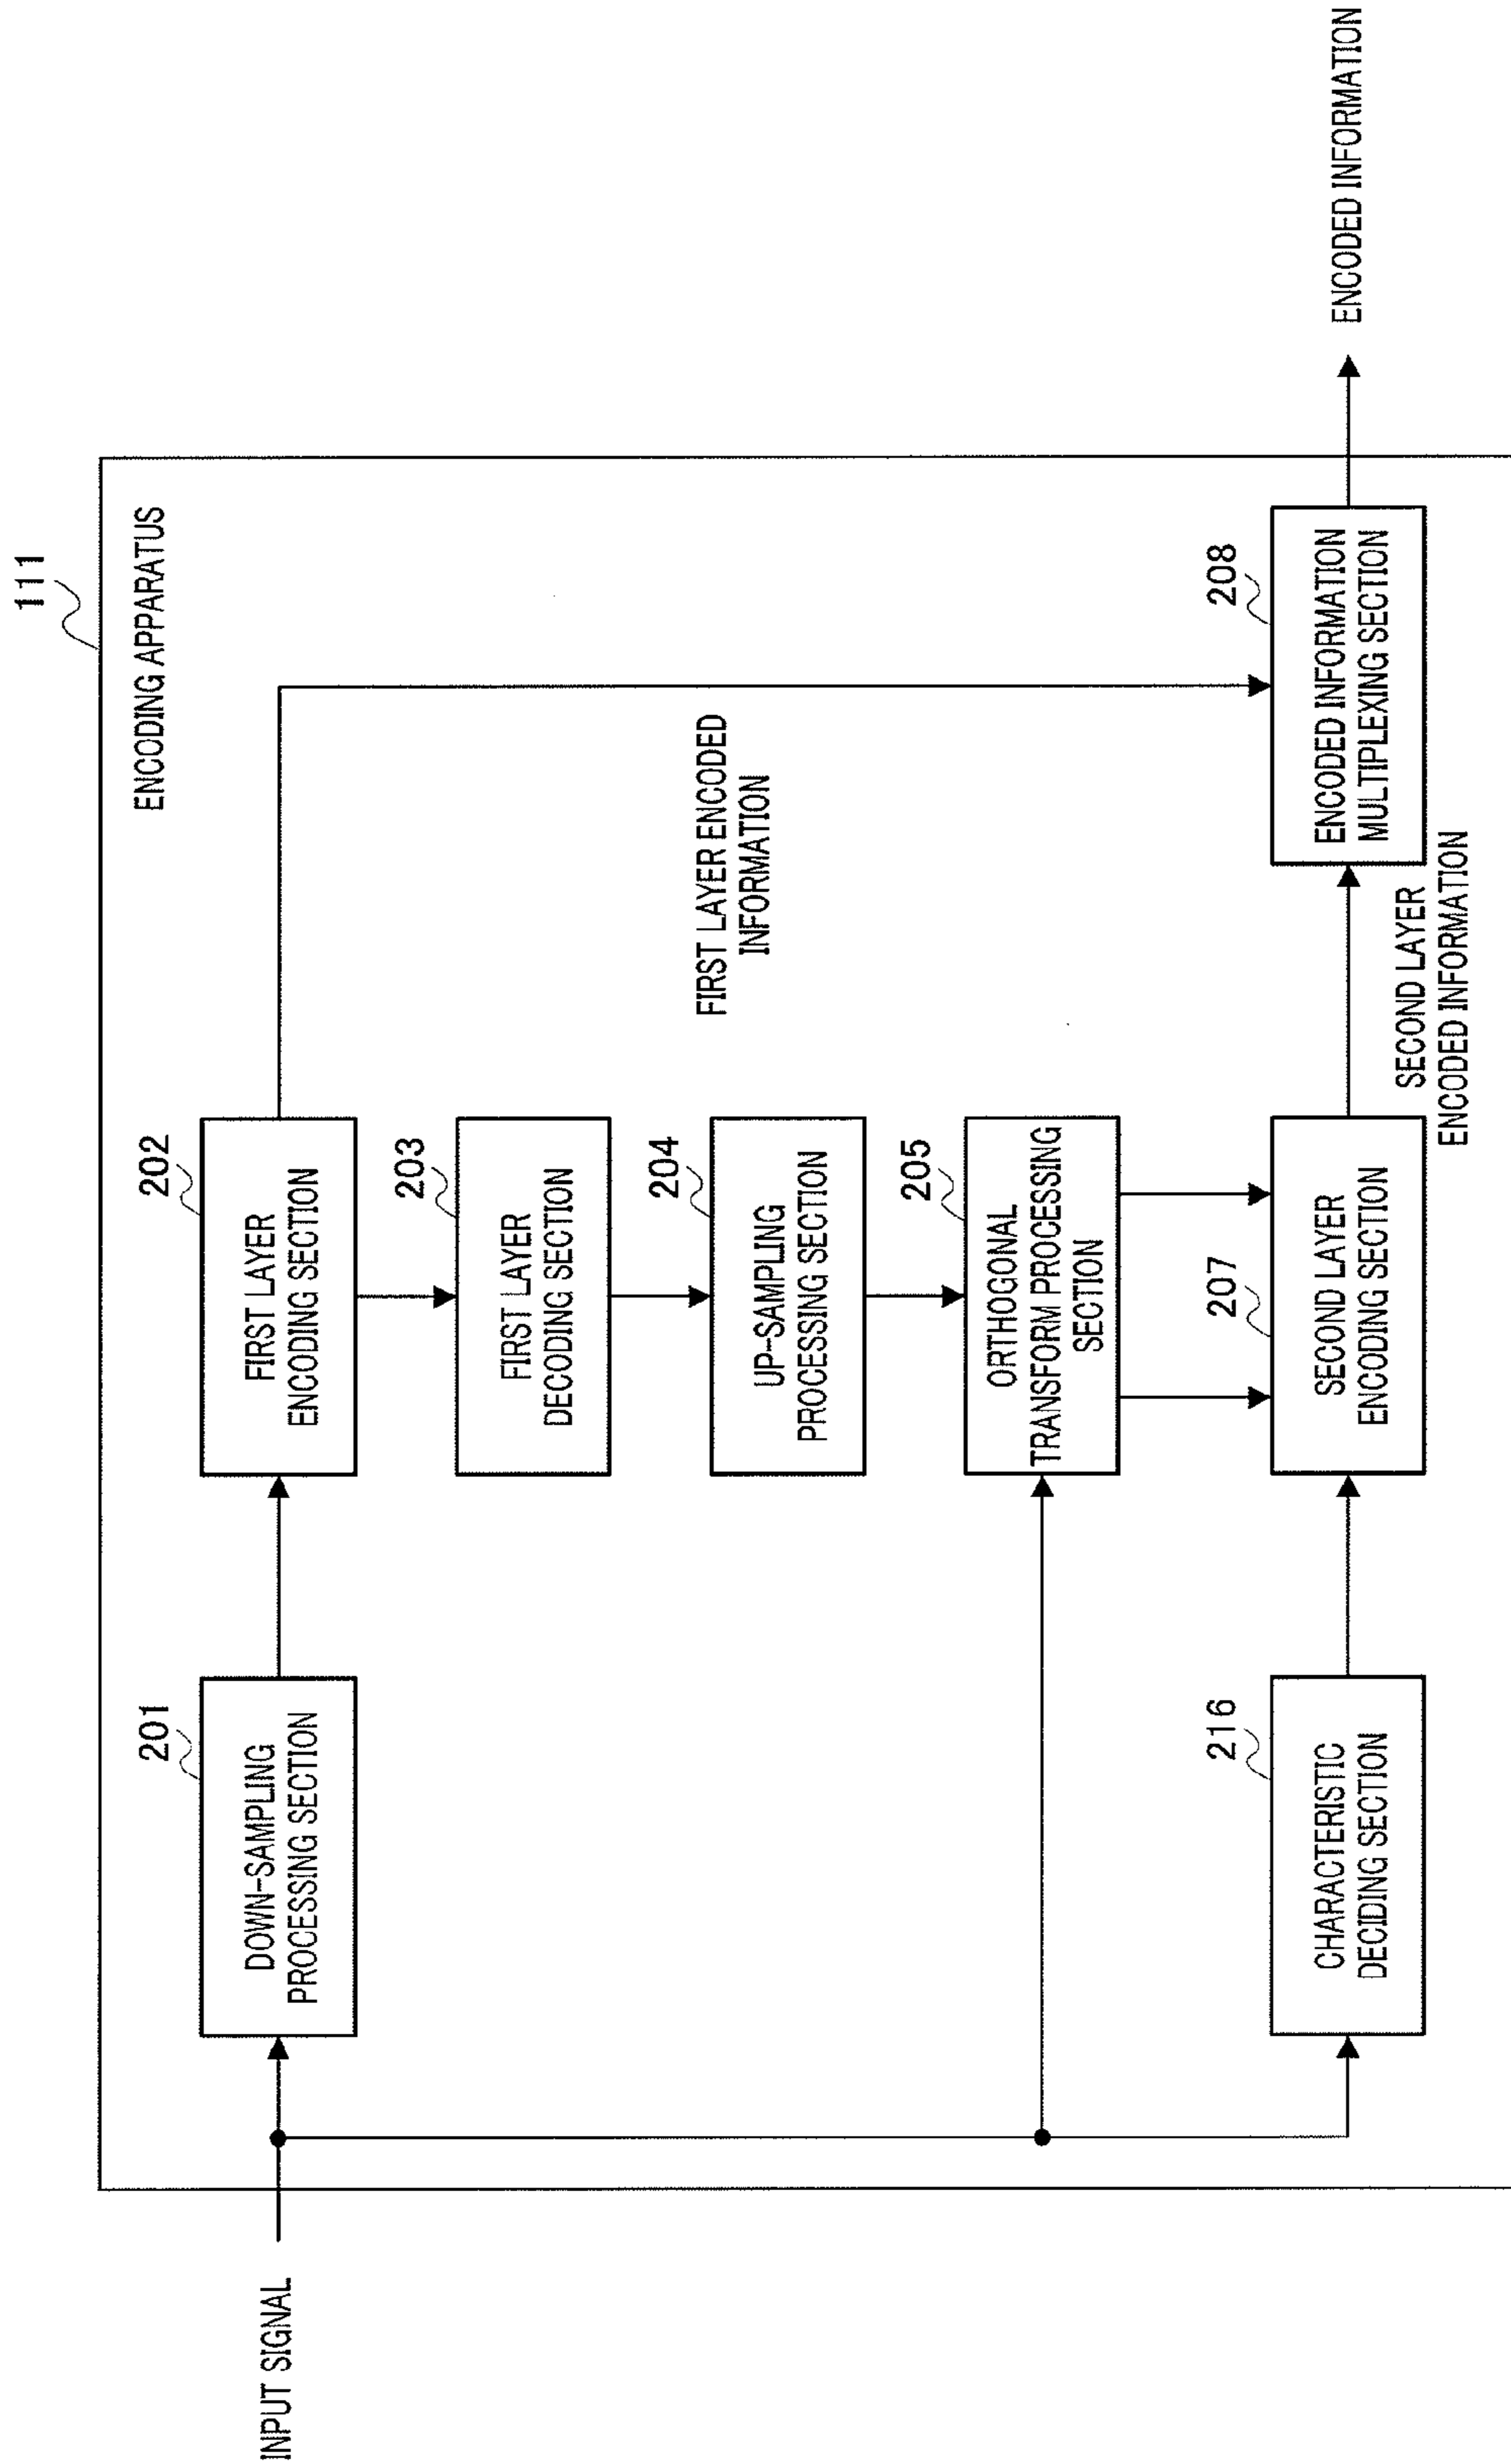 111
ENCODING APPARATUS
INPUT SIGNAL
201
DOWN-SAMPLING
PROCESSING SECTION
202
FIRST LAYER
ENCODING SECTION
203
FIRST LAYER
DECODING SECTION
204
UP-SAMPLING
PROCESSING SECTION
FIRST LAYER ENCODED
INFORMATION
205
ORTHOGONAL
TRANSFORM PROCESSING
SECTION
216
CHARACTERISTIC
DECIDING SECTION
207
SECOND LAYER
ENCODING SECTION
SECOND LAYER
ENCODED INFORMATION
208
ENCODED INFORMATION
MULTIPLEXING SECTION
ENCODED INFORMATION